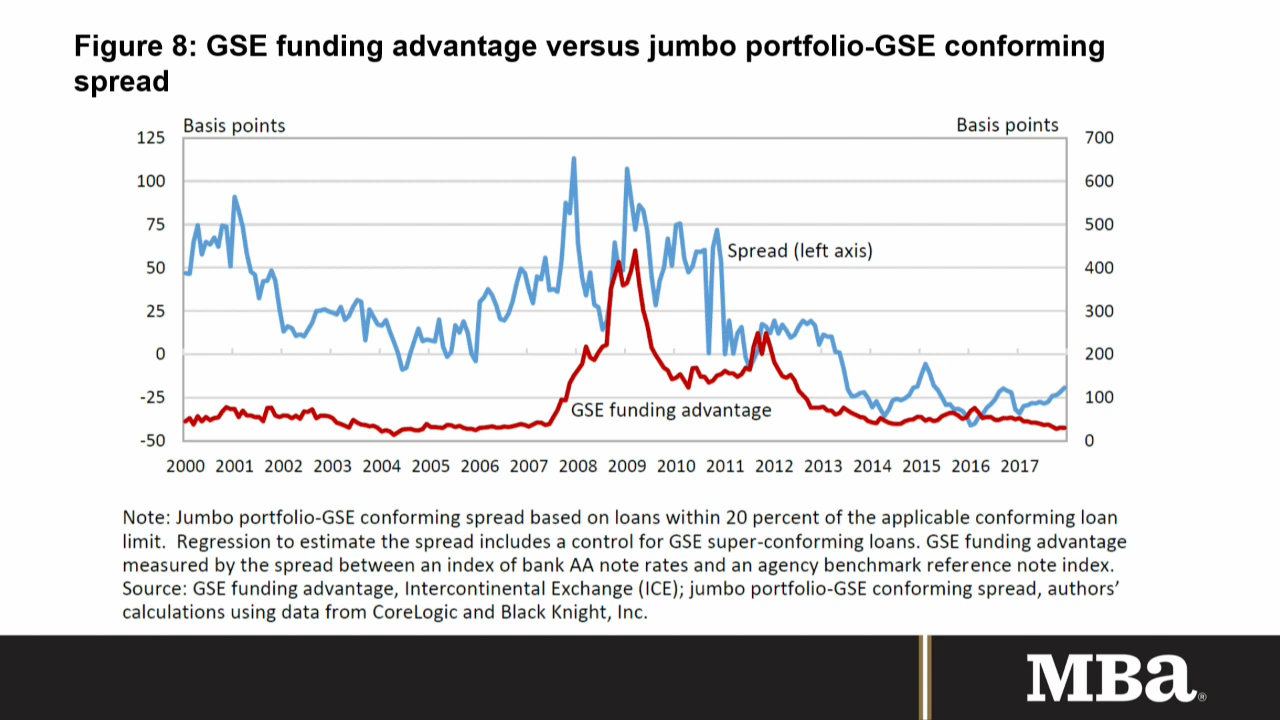 Figure 8: GSE funding advantage versus jumbo portfolio-GSE conforming
spread
Basis points
Basis points
125
700
100
600
75
500
Spread (left axis)
50
400
25
300
0
200
-25
100
GSE funding advantage
-50
0
2000 2001 2002 2003 2004 2005 2006 2007 2008 2009 2010 2011 2012 2013 2014 2015 2016 2017
Note: Jumbo portfolio-GSE conforming spread based on loans within 20 percent of the applicable conforming loan
limit. Regression to estimate the spread includes a control for GSE super-conforming loans. GSE funding advantage
measured by the spread between an index of bank AA note rates and an agency benchmark reference note index.
Source: GSE funding advantage, Intercontinental Exchange (ICE); jumbo portfolio-GSE conforming spread, authors’
calculations using data from CoreLogic and Black Knight, Inc.
MBa®